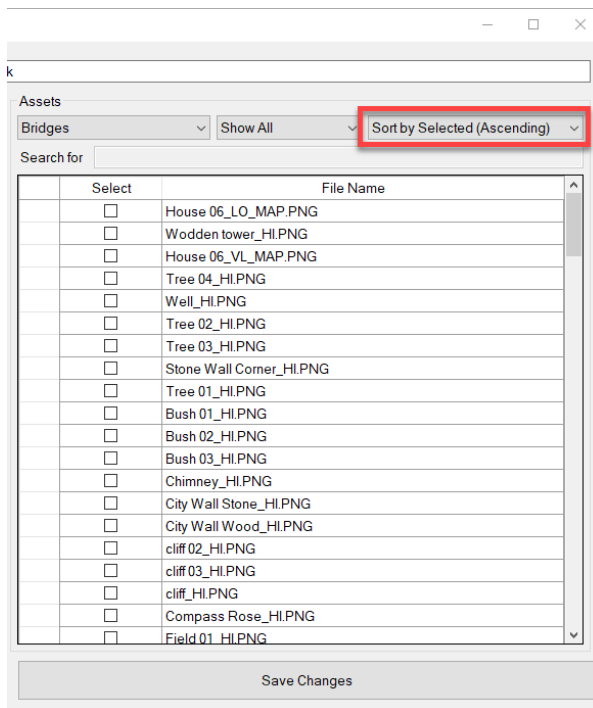 k
Assets
Bridges Show All Sort by Selected (Ascending)
Search for
Select File Name
House 06_LO_MAP.PNG
Wodden tower_HI.PNG
House 06_VL_MAP.PNG
Tree 04_HI.PNG
Well_HI.PNG
Tree 02_HI.PNG
Tree 03_HI.PNG
Stone Wall Corner_HI.PNG
Tree 01_HI.PNG
Bush 01_HI.PNG
Bush 02_HI.PNG
Bush 03_HI.PNG
Chimney_HI.PNG
City Wall Stone_HI.PNG
City Wall Wood_HI.PNG
cliff 02_HI.PNG
cliff 03_HI.PNG
cliff_HI.PNG
Compass Rose_HI.PNG
Field 01_HI.PNG
Save Changes